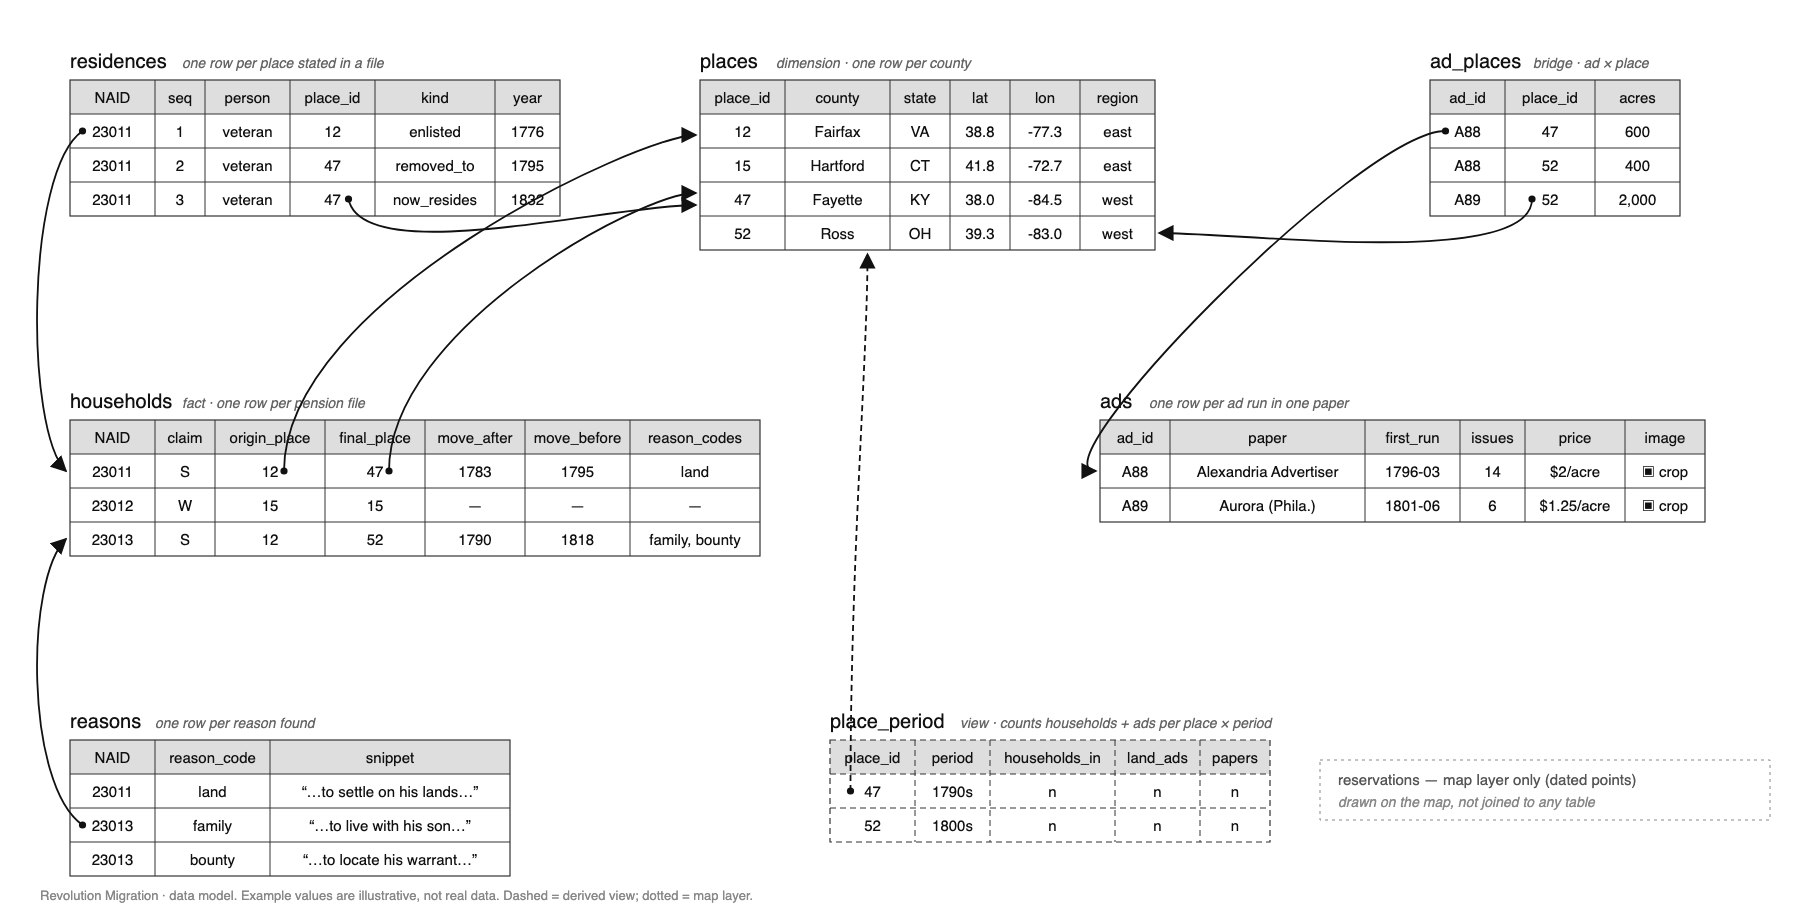 residences one row per place stated in a file
NAID seq person place_id kind year
23011 1 veteran 12 enlisted 1776
23011 2 veteran 47 removed_to 1795
23011 3 veteran 47 now_resides 1832
places dimension · one row per county
place_id county state lat lon region
12 Fairfax VA 38.8 -77.3 east
15 Hartford CT 41.8 -72.7 east
47 Fayette KY 38.0 -84.5 west
52 Ross OH 39.3 -83.0 west
ad_places bridge · ad × place
ad_id place_id acres
A88 47 600
A88 52 400
A89 52 2,000
households fact · one row per pension file
NAID claim origin_place final_place move_after move_before reason_codes
23011 S 12 47 1783 1795 land
23012 W 15 15 — — —
23013 S 12 52 1790 1818 family, bounty
ads one row per ad run in one paper
ad_id paper first_run issues price image
A88 Alexandria Advertiser 1796-03 14 $2/acre ▣ crop
A89 Aurora (Phila.) 1801-06 6 $1.25/acre ▣ crop
reasons one row per reason found
NAID reason_code snippet
23011 land “…to settle on his lands…”
23013 family “…to live with his son…”
23013 bounty “…to locate his warrant…”
place_period view · counts households + ads per place × period
place_id period households_in land_ads papers
47 1790s n n n
52 1800s n n n
reservations — map layer only (dated points)
drawn on the map, not joined to any table
Revolution Migration · data model. Example values are illustrative, not real data. Dashed = derived view; dotted = map layer.